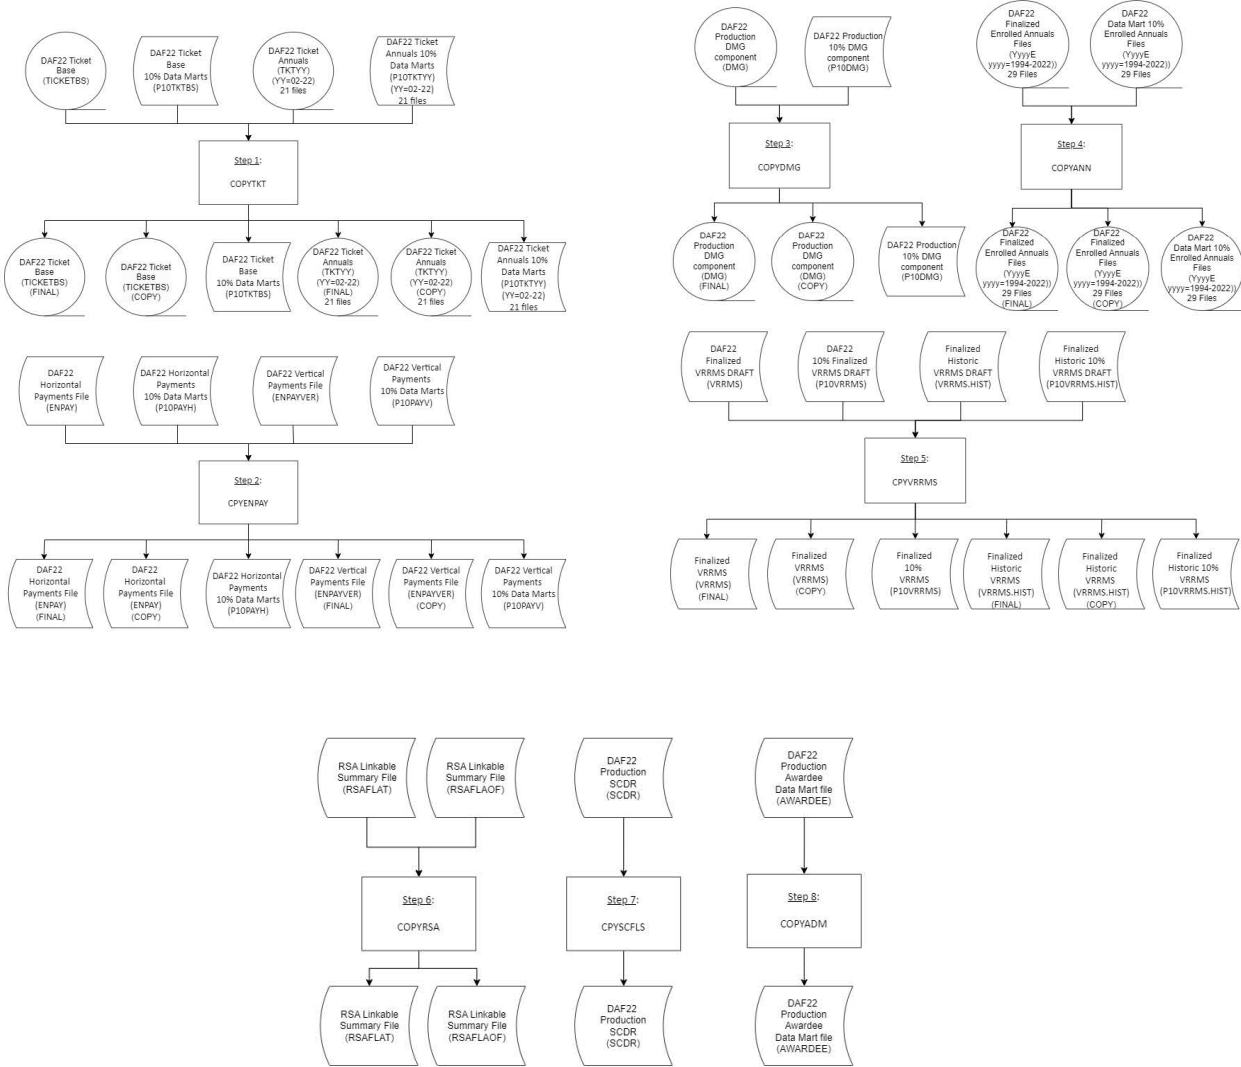 DAF22 Ticket
Base
(TICKETBS)
DAF22 Ticket
Base
10% Data Marts
(P10TKTBS)
DAF22 Ticket
Annuals
(TKTYY)
(YY=02-22)
21 files
DAF22 Ticket
Annuals 10%
Data Marts
(P10TKTYY)
(YY=02-22)
21 files
Step 1:
COPYTKT
DAF22 Ticket
Base
(TICKETBS)
(FINAL)
DAF22 Ticket
Base
(TICKETBS)
(COPY)
DAF22 Ticket
Base
10% Data Marts
(P10TKTBS)
DAF22 Ticket
Annuals
(TKTYY)
(YY=02-22)
(FINAL)
21 files
DAF22 Ticket
Annuals
(TKTYY)
(YY=02-22)
(COPY)
21 files
DAF22 Ticket
Annuals 10%
Data Marts
(P10TKTYY)
(YY=02-22)
21 files
DAF22
Horizontal
Payments File
(ENPAY)
DAF22 Horizontal
Payments
10% Data Marts
(P10PAYH)
DAF22 Vertical
Payments File
(ENPAYVER)
DAF22 Vertical
Payments
10% Data Marts
(P10PAYV)
Step 2:
CPYENPAY
DAF22
Horizontal
Payments File
(ENPAY)
(FINAL)
DAF22
Horizontal
Payments File
(ENPAY)
(COPY)
DAF22 Horizontal
Payments
10% Data Marts
(P10PAYH)
DAF22 Vertical
Payments File
(ENPAYVER)
(FINAL)
DAF22 Vertical
Payments File
(ENPAYVER)
(COPY)
DAF22 Vertical
Payments
10% Data Marts
(P10PAYV)
DAF22
Production
DMG
component
(DMG)
DAF22 Production
10% DMG
component
(P10DMG)
Step 3:
COPYDMG
DAF22
Production
DMG
component
(DMG)
(FINAL)
DAF22
Production
DMG
component
(DMG)
(COPY)
DAF22 Production
10% DMG
component
(P10DMG)
DAF22
Finalized
Enrolled Annuals
Files
(YyyyE
yyyy=1994-2022))
29 Files
DAF22
Data Mart 10%
Enrolled Annuals
Files
(YyyyE
yyyy=1994-2022))
29 Files
Step 4:
COPYANN
DAF22
Finalized
Enrolled Annuals
Files
(YyyyE
yyyy=1994-2022))
29 Files
(FINAL)
DAF22
Finalized
Enrolled Annuals
Files
(YyyyE
yyyy=1994-2022))
29 Files
(COPY)
DAF22
Data Mart 10%
Enrolled Annuals
Files
(YyyyE
yyyy=1994-2022))
29 Files
DAF22
Finalized
VRRMS DRAFT
(VRRMS)
DAF22
10% Finalized
VRRMS DRAFT
(P10VRRMS)
Finalized
Historic
VRRMS DRAFT
(VRRMS.HIST)
Finalized
Historic 10%
VRRMS DRAFT
(P10VRRMS.HIST)
Step 5:
CPYVRRMS
Finalized
VRRMS
(VRRMS)
(FINAL)
Finalized
VRRMS
(VRRMS)
(COPY)
Finalized
10%
VRRMS
(P10VRRMS)
Finalized
Historic
VRRMS
(VRRMS.HIST)
(FINAL)
Finalized
Historic
VRRMS
(VRRMS.HIST)
(COPY)
Finalized
Historic 10%
VRRMS
(P10VRRMS.HIST)
RSA Linkable
Summary File
(RSAFLAT)
RSA Linkable
Summary File
(RSAFLAOF)
Step 6:
COPYRSA
RSA Linkable
Summary File
(RSAFLAT)
RSA Linkable
Summary File
(RSAFLAOF)
DAF22
Production
SCDR
(SCDR)
Step 7:
CPYSCFLS
DAF22
Production
SCDR
(SCDR)
DAF22
Production
Awardee
Data Mart file
(AWARDEE)
Step 8:
COPYADM
DAF22
Production
Awardee
Data Mart file
(AWARDEE)